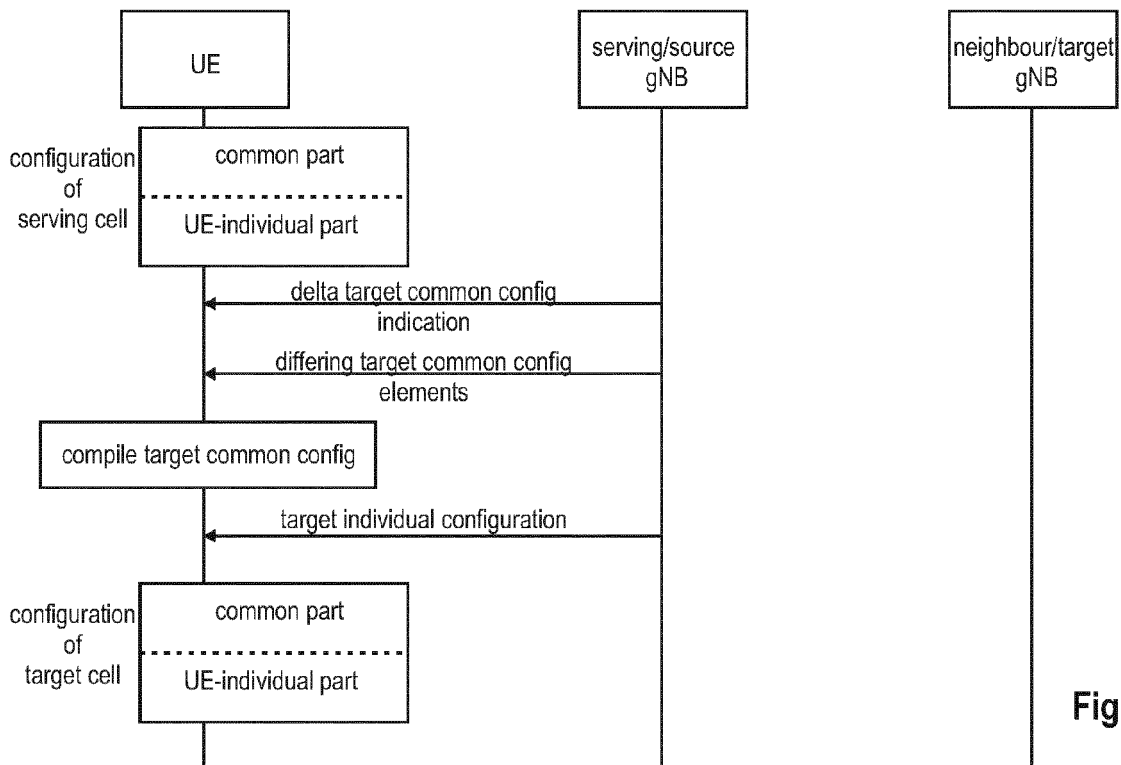 UE
serving/source
gNB
neighbour/target
gNB
configuration
of
serving cell
common part
UE-individual part
delta target common config
indication
differing target common config
elements
compile target common config
target individual configuration
configuration
of
target cell
common part
UE-individual part
Fig